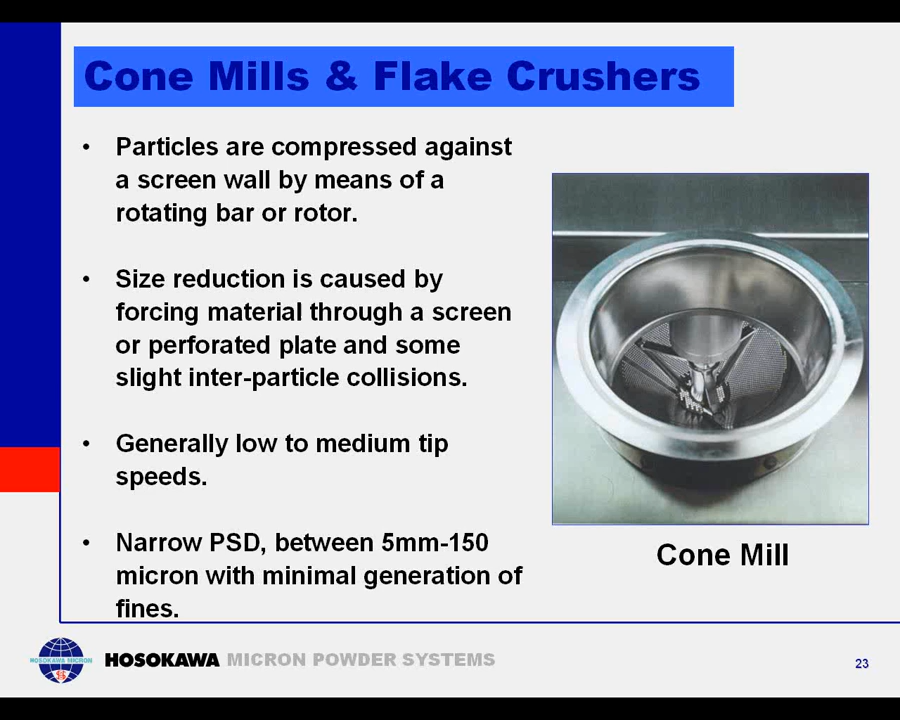 Cone Mills & Flake Crushers
• Particles are compressed against
a screen wall by means of a
rotating bar or rotor.
• Size reduction is caused by
forcing material through a screen
or perforated plate and some
slight inter-particle collisions.
• Generally low to medium tip
speeds.
• Narrow PSD, between 5mm-150
micron with minimal generation of
fines.
Cone Mill
HOSOKAWA MICRON
HOSOKAWA MICRON POWDER SYSTEMS
23